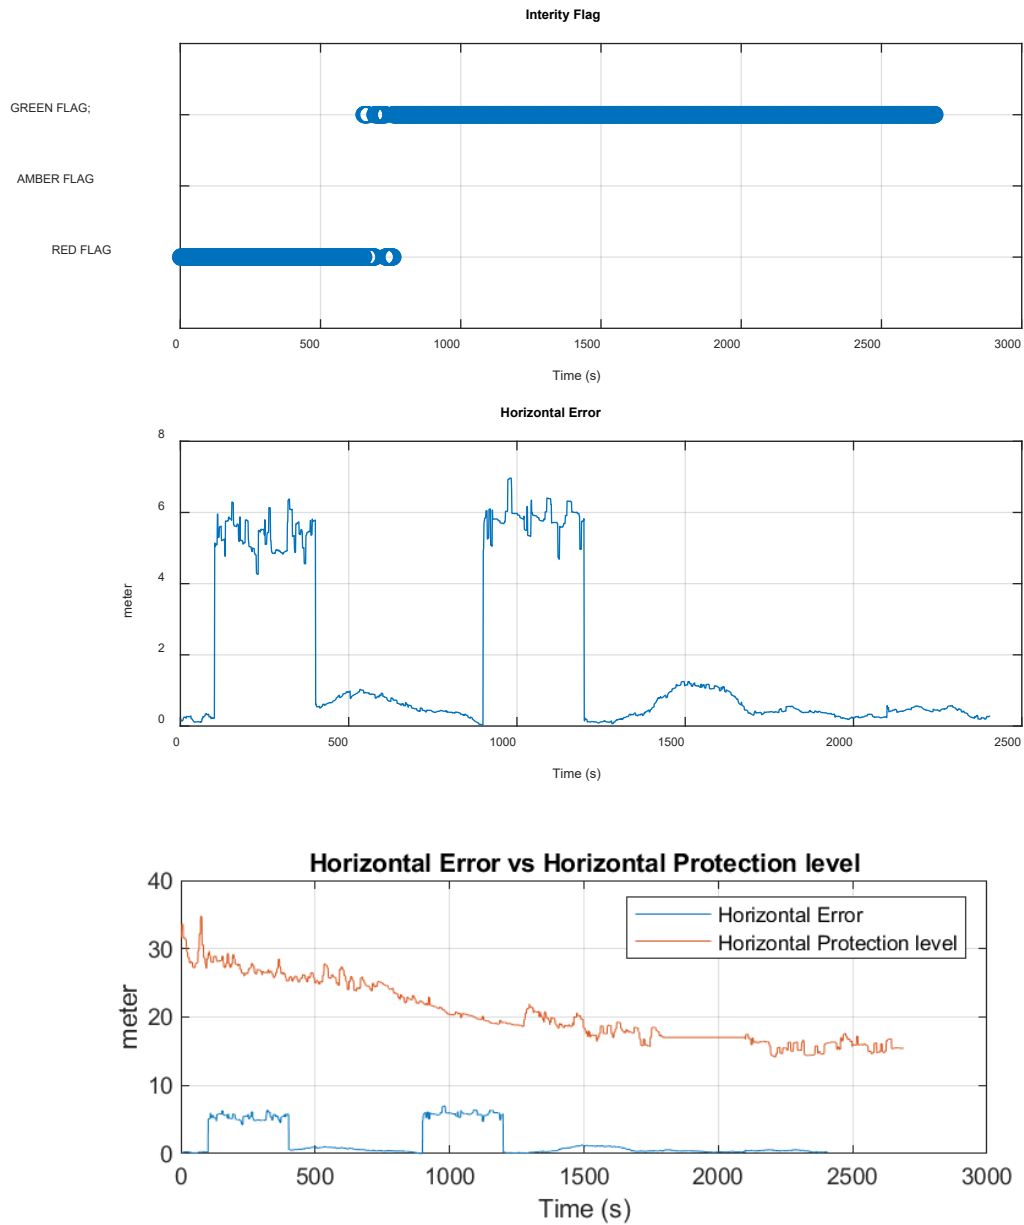 Interity Flag
GREEN FLAG;
AMBER FLAG
RED FLAG
0 500 1000 1500 2000 2500 3000
Time (s)
Horizontal Error
8
6
4
2
0
meter
0 500 1000 1500 2000 2500
Time (s)
Horizontal Error vs Horizontal Protection level
40
30
20
10
0
meter
Horizontal Error
Horizontal Protection level
0 500 1000 1500 2000 2500 3000
Time (s)